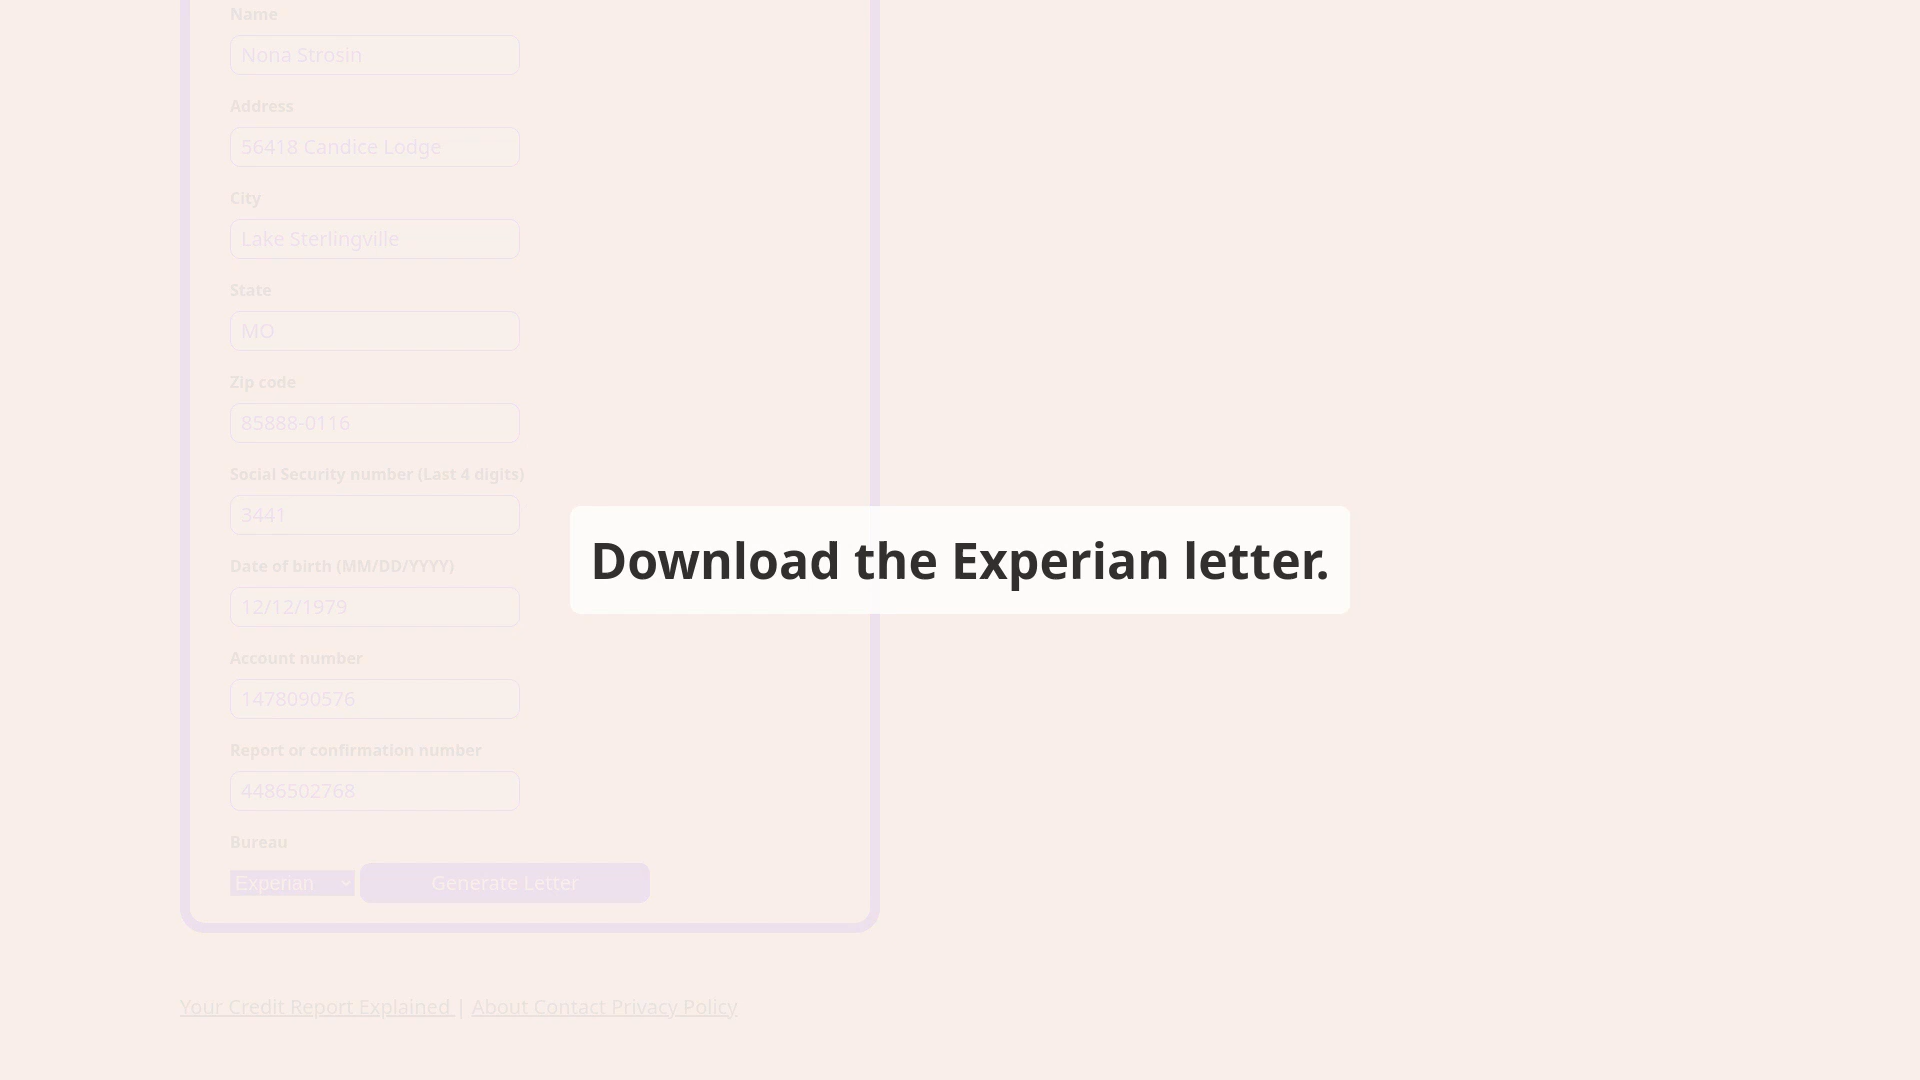 Name
Nona Strosin
Address
56418 Candice Lodge
City
Lake Sterlingville
State
MO
Zip code
85888-0116
Social Security number (Last 4 digits)
3441
Date of birth (MM/DD/YYYY)
12/12/1979
Account number
1478090576
Report or confirmation number
4486502768
Bureau
Experian Generate Letter
Download the Experian letter.
Your Credit Report Explained | About Contact Privacy Policy